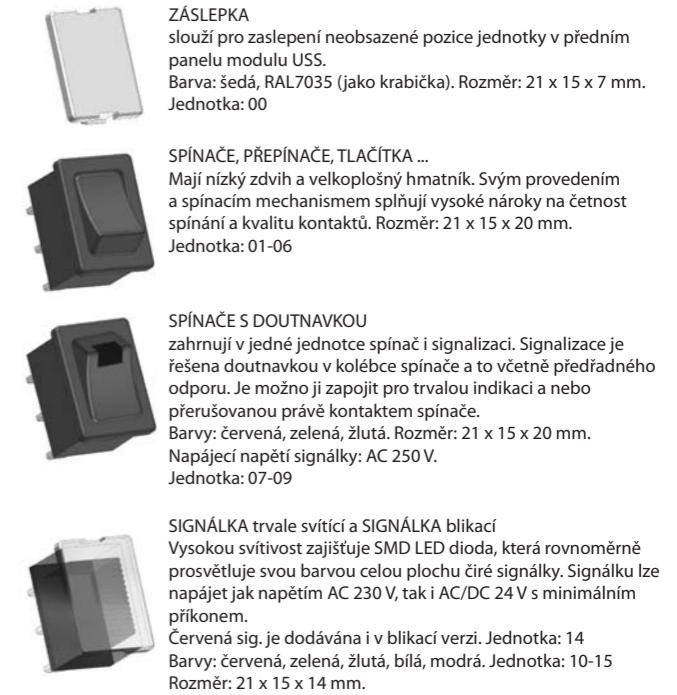 ZÁSLEPKA
slouží pro zaslepení neobsazené pozice jednotky v předním
panelu modulu USS.
Barva: šedá, RAL7035 (jako krabička). Rozměr: 21 x 15 x 7 mm.
Jednotka: 00
SPÍNAČE, PŘEPÍNAČE, TLAČÍTKA ...
Mají nízký zdvih a velkoplošný hmatník. Svým provedením
a spínacím mechanismem splňují vysoké nároky na četnost
spínání a kvalitu kontaktů. Rozměr: 21 x 15 x 20 mm.
Jednotka: 01-06
SPÍNAČE S DOUTNAVKOU
zahrnují v jedné jednotce spínač i signalizaci. Signalizace je
řešena doutnavkou v kolébce spínače a to včetně předřadného
odporu. Je možno ji zapojit pro trvalou indikaci a nebo
přerušovanou právě kontaktem spínače.
Barvy: červená, zelená, žlutá. Rozměr: 21 x 15 x 20 mm.
Napájecí napětí signálky: AC 250 V.
Jednotka: 07-09
SIGNÁLKA trvale svítící a SIGNÁLKA blikací
Vysokou svítivost zajišťuje SMD LED dioda, která rovnoměrně
prosvětluje svou barvou celou plochu čiré signálky. Signálku lze
napájet jak napětím AC 230 V, tak i AC/DC 24 V s minimálním
příkonem.
Červená sig. je dodávána i v blikací verzi. Jednotka: 14
Barvy: červená, zelená, žlutá, bílá, modrá. Jednotka: 10-15
Rozměr: 21 x 15 x 14 mm.